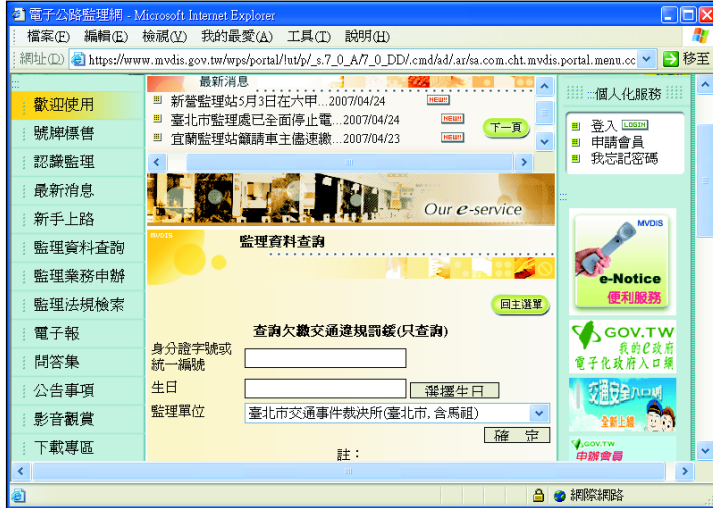 電子公路監理網 - Microsoft Internet Explorer
檔案(F) 編輯(E) 檢視(V) 我的最愛(A) 工具(T) 說明(H)
網址(D) https://www.mvdis.gov.tw/wps/portal/!ut/p/_s.7_0_A/7_0_DD/.cmd/ad/.ar/sa.com.cht.mvdis.portal.menu.cc 移至
歡迎使用
號牌標售
認識監理
最新消息
新手上路
監理資料查詢
監理業務申辦
監理法規檢索
電子報
問答集
公告事項
影音觀賞
下載專區
最新消息
新營監理站5月3日在六甲...2007/04/24 NEW!!
臺北市監理處已全面停止電...2007/04/24 NEW!!
宜蘭監理站籲請車主儘速繳...2007/04/23 NEW!!
下一頁
Our e-service
MVDIS
監理資料查詢
回主選單
查詢欠繳交通違規罰鍰(只查詢)
身分證字號或
統一編號
生日 選擇生日
監理單位 臺北市交通事件裁決所(臺北市, 含馬祖)
確 定
註：
:::個人化服務
登入 LOGIN
申請會員
我忘記密碼
MVDIS
e-Notice
便利服務
GOV.TW
我的e政府
電子化政府入口網
交通安全入口網
全新上線
GOV.TW
申辦會員
網際網路